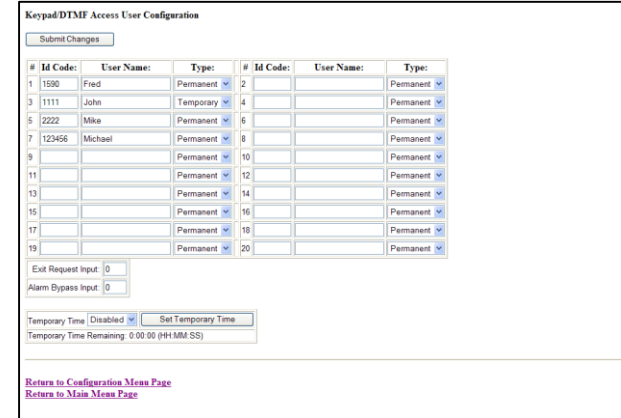 Keypad/DTMF Access User Configuration
Submit Changes
# Id Code: User Name: Type: # Id Code: User Name: Type:
1 1590 Fred Permanent 2 Permanent
3 1111 John Temporary 4 Permanent
5 2222 Mike Permanent 6 Permanent
7 123456 Michael Permanent 8 Permanent
9 Permanent 10 Permanent
11 Permanent 12 Permanent
13 Permanent 14 Permanent
15 Permanent 16 Permanent
17 Permanent 18 Permanent
19 Permanent 20 Permanent
Exit Request Input: 0
Alarm Bypass Input: 0
Temporary Time Disabled Set Temporary Time
Temporary Time Remaining: 0:00:00 (HH:MM:SS)
Return to Configuration Menu Page
Return to Main Menu Page